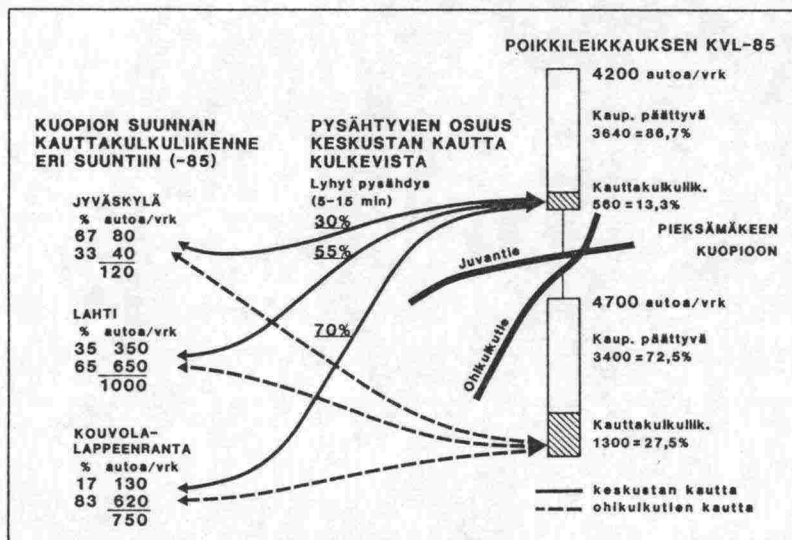 POIKKILEIKKAUKSEN KVL-85
4200 autoa/vrk
Kaup. päättyvä
3640=86,7%
Kauttakulkuliik.
560=13,3%
PIEKSÄMÄKEEN
KUOPIOON
4700 autoa/vrk
Kaup. päättyvä
3400=72,5%
Kauttakulkuliik.
1300=27,5%
KUOPION SUUNNAN
KAUTTAKULKULIIKENNE
ERI SUUNTIIN (-85)
JYVÄSKYLÄ
% autoa/vrk
67 80
33 40
120
LAHTI
% autoa/vrk
35 350
65 650
1000
KOUVOLA-
LAPPEENRANTA
% autoa/vrk
17 130
83 620
750
PYSÄHTYVIEN OSUUS
KESKUSTAN KAUTTA
KULKEVISTA
Lyhyt pysähdys
(5-15 min)
30%
55%
70%
Juvantie
Ohikulkutie
keskustan kautta
ohikulkutien kautta